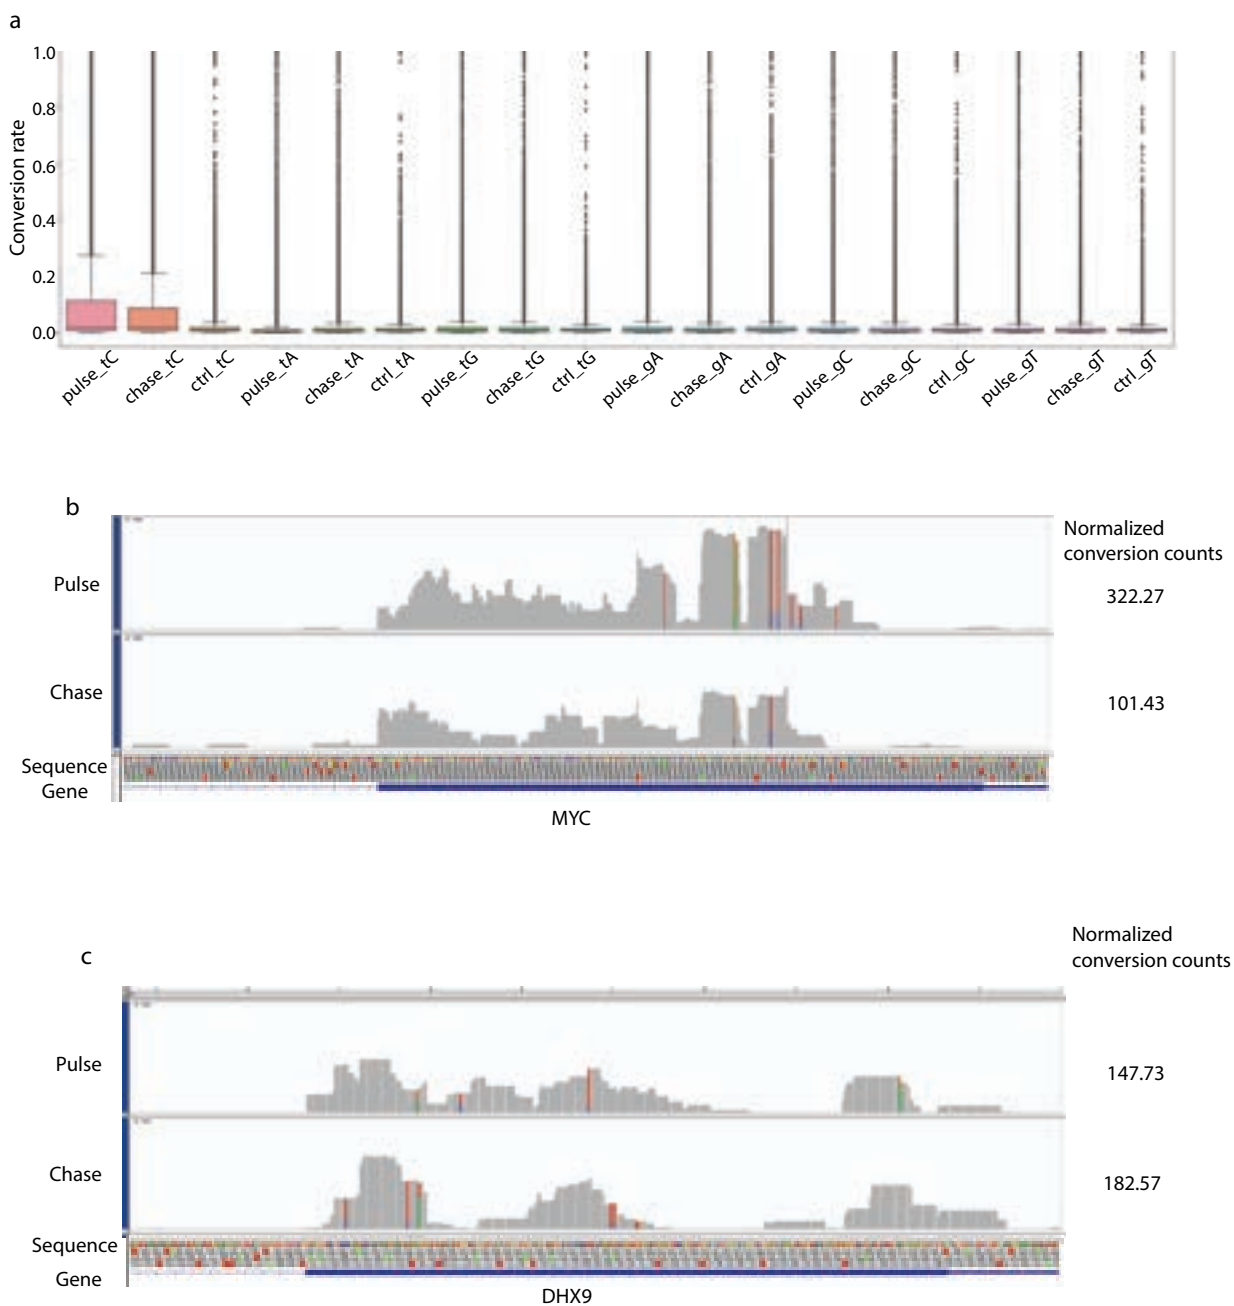 a
Conversion rate
1.0
0.8
0.6
0.4
0.2
0.0
pulse_tC
chase_tC
ctrl_tC
pulse_tA
chase_tA
ctrl_tA
pulse_tG
chase_tG
ctrl_tG
pulse_gA
chase_gA
ctrl_gA
pulse_gC
chase_gC
ctrl_gC
pulse_gT
chase_gT
ctrl_gT
b
Normalized
conversion counts
Pulse
322.27
Chase
101.43
Sequence
Gene
MYC
c
Normalized
conversion counts
Pulse
147.73
Chase
182.57
Sequence
Gene
DHX9